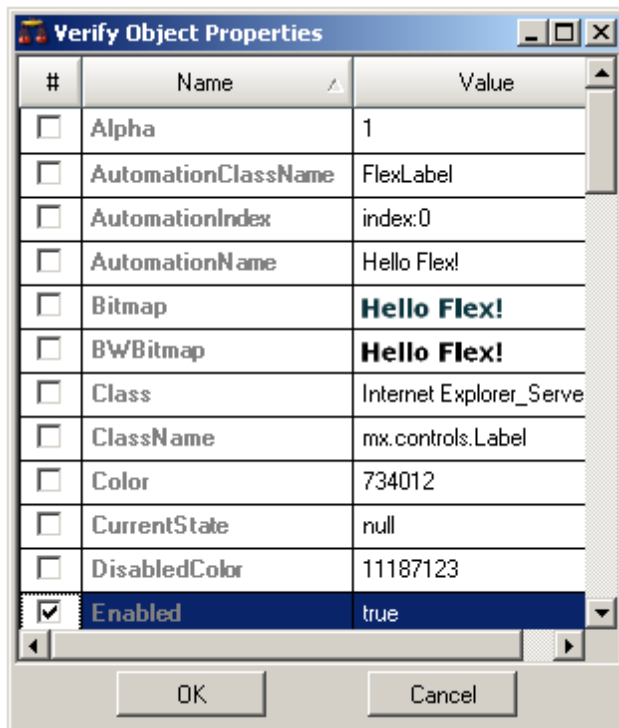 Verify Object Properties
# Name Value
Alpha 1
AutomationClassName FlexLabel
AutomationIndex index:0
AutomationName Hello Flex!
Bitmap Hello Flex!
BWBitmap Hello Flex!
Class Internet Explorer_Serve
ClassName mx.controls.Label
Color 734012
CurrentState null
DisabledColor 11187123
Enabled true
OK Cancel